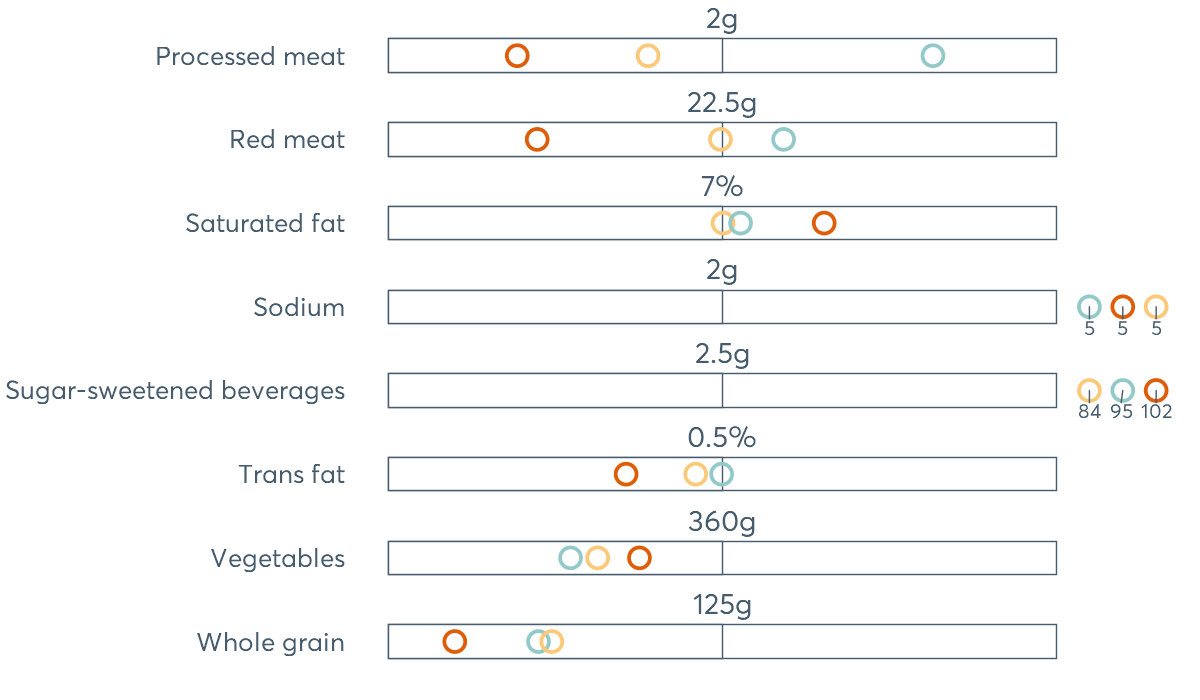 2g
Processed meat
22.5g
Red meat
7%
Saturated fat
2g
Sodium
5 5 5
2.5g
Sugar-sweetened beverages
84 95 102
0.5%
Trans fat
360g
Vegetables
125g
Whole grain